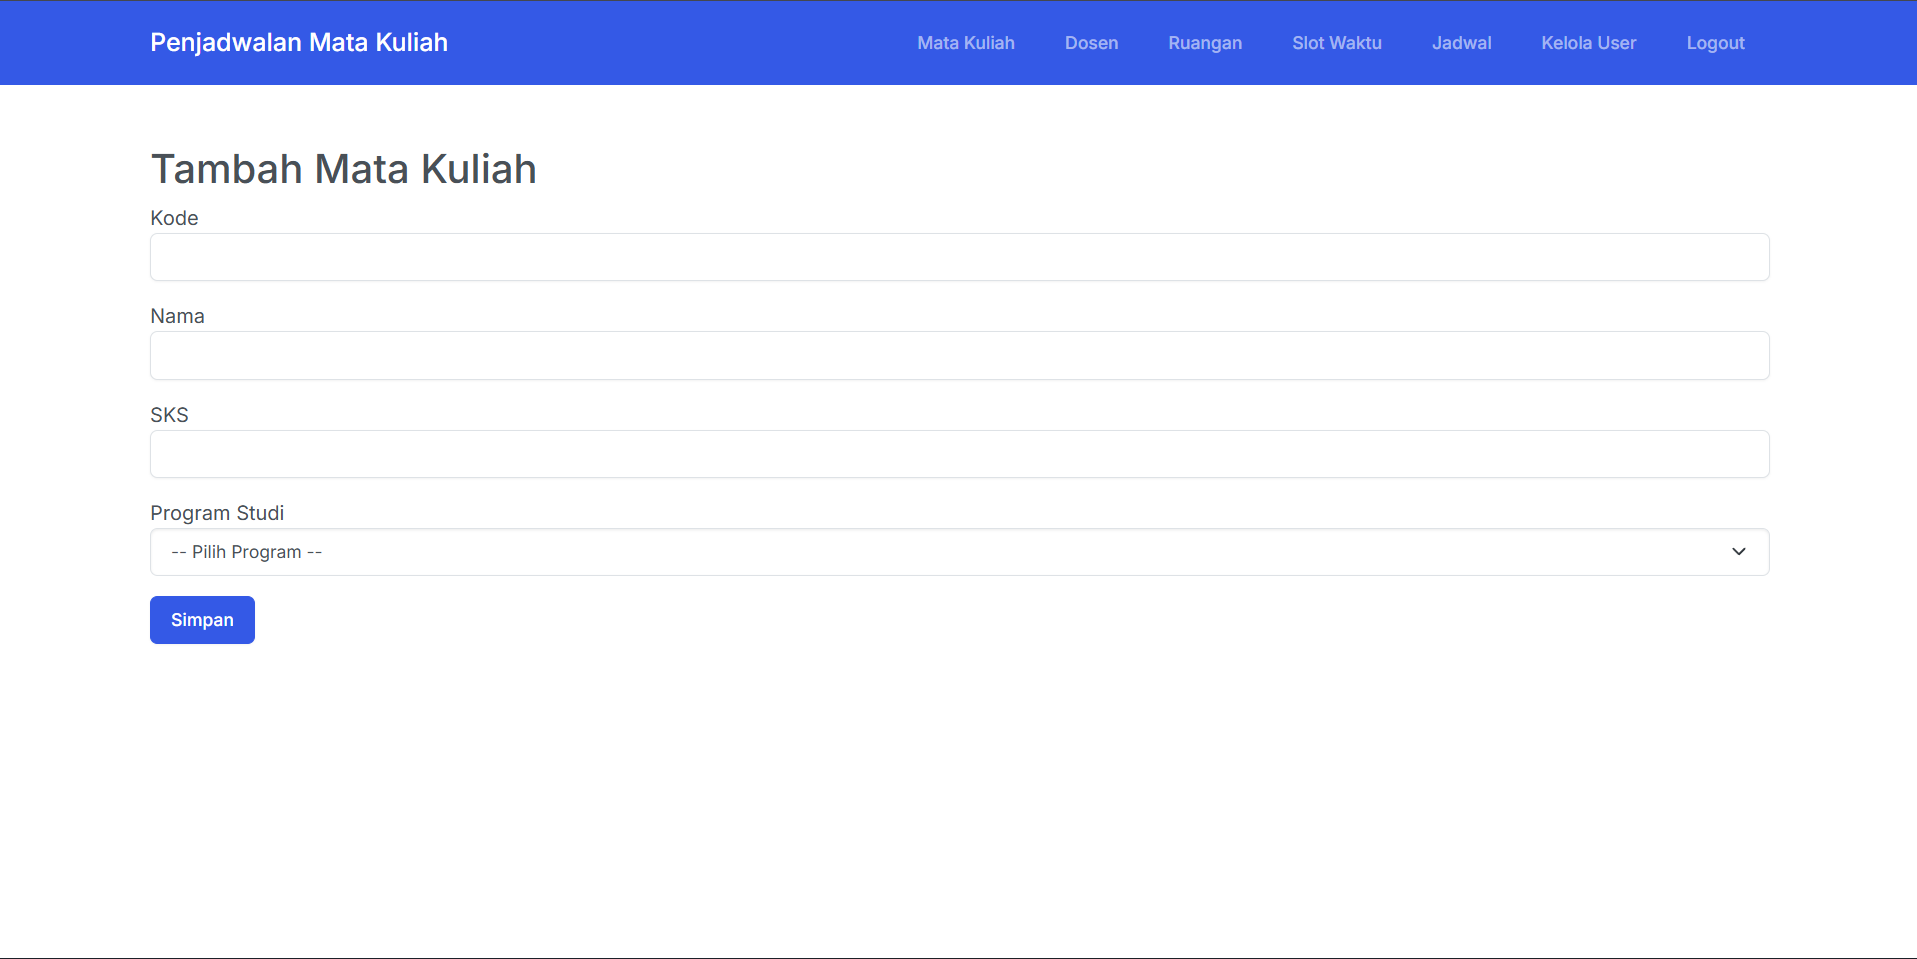 Penjadwalan Mata Kuliah Mata Kuliah Dosen Ruangan Slot Waktu Jadwal Kelola User Logout
Tambah Mata Kuliah
Kode
Nama
SKS
Program Studi
-- Pilih Program --
Simpan